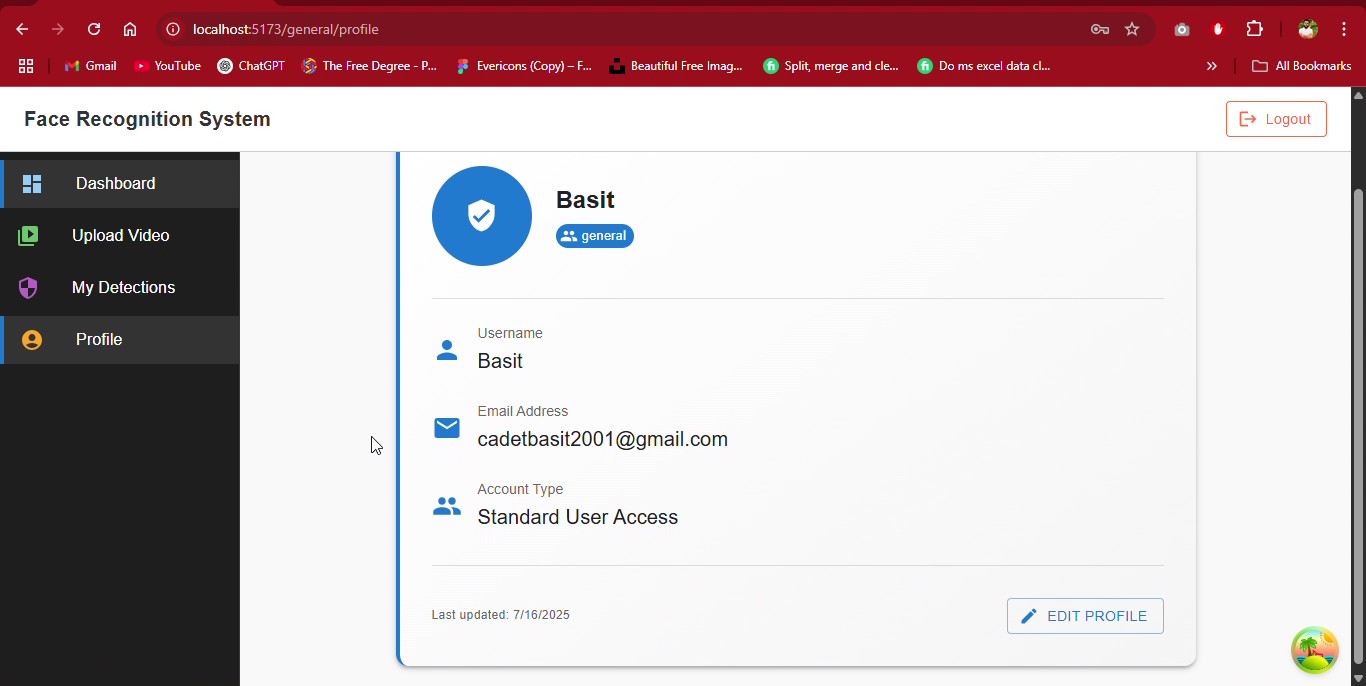 localhost:5173/general/profile
Gmail
YouTube
ChatGPT
The Free Degree - P...
Evericons (Copy) – F...
Beautiful Free Imag...
Split, merge and cle...
Do ms excel data cl...
»
All Bookmarks
Face Recognition System
Logout
Dashboard
Upload Video
My Detections
Profile
Basit
general
Username
Basit
Email Address
cadetbasit2001@gmail.com
Account Type
Standard User Access
Last updated: 7/16/2025
EDIT PROFILE